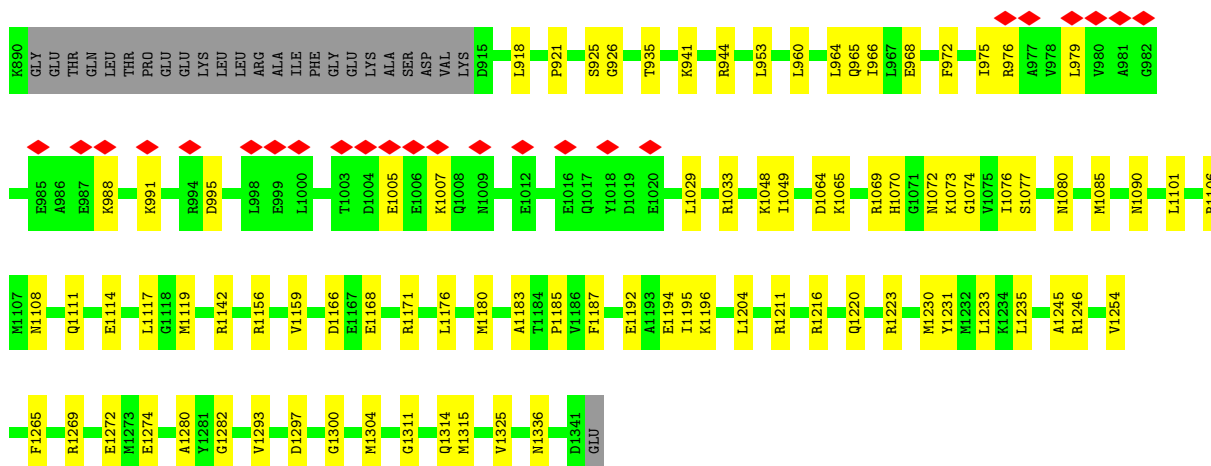 K890 GLY GLU THR GLN LEU THR PRO GLU GLU LYS LEU LEU ARG ALA ILE PHE GLY GLU LYS ALA SER ASP VAL LYS D915 L918 P921 S925 G926 T935 K941 R944 L953 L960 L964 Q965 I966 L967 E968 F972 I975 R976 A977 V978 L979 V980 A981 G982
E985 A986 E987 K988 K991 R994 D995 L998 E999 L1000 T1003 D1004 E1005 E1006 K1007 Q1008 N1009 E1012 E1016 Q1017 Y1018 D1019 E1020 L1029 R1033 K1048 I1049 D1064 K1065 R1069 H1070 G1071 N1072 K1073 G1074 V1075 I1076 S1077 N1080 M1085 N1090 L1101
M1107 N1108 Q1111 E1114 L1117 G1118 M1119 R1142 R1156 V1159 D1166 E1167 E1168 R1171 L1176 M1180 A1183 T1184 P1185 V1186 F1187 E1192 A1193 E1194 I1195 K1196 L1204 R1211 R1216 Q1220 R1223 M1230 Y1231 M1232 L1233 K1234 L1235 A1245 R1246 V1254
F1265 R1269 E1272 M1273 E1274 A1280 Y1281 G1282 V1293 D1297 G1300 M1304 G1311 Q1314 M1315 V1325 N1336 D1341 GLU